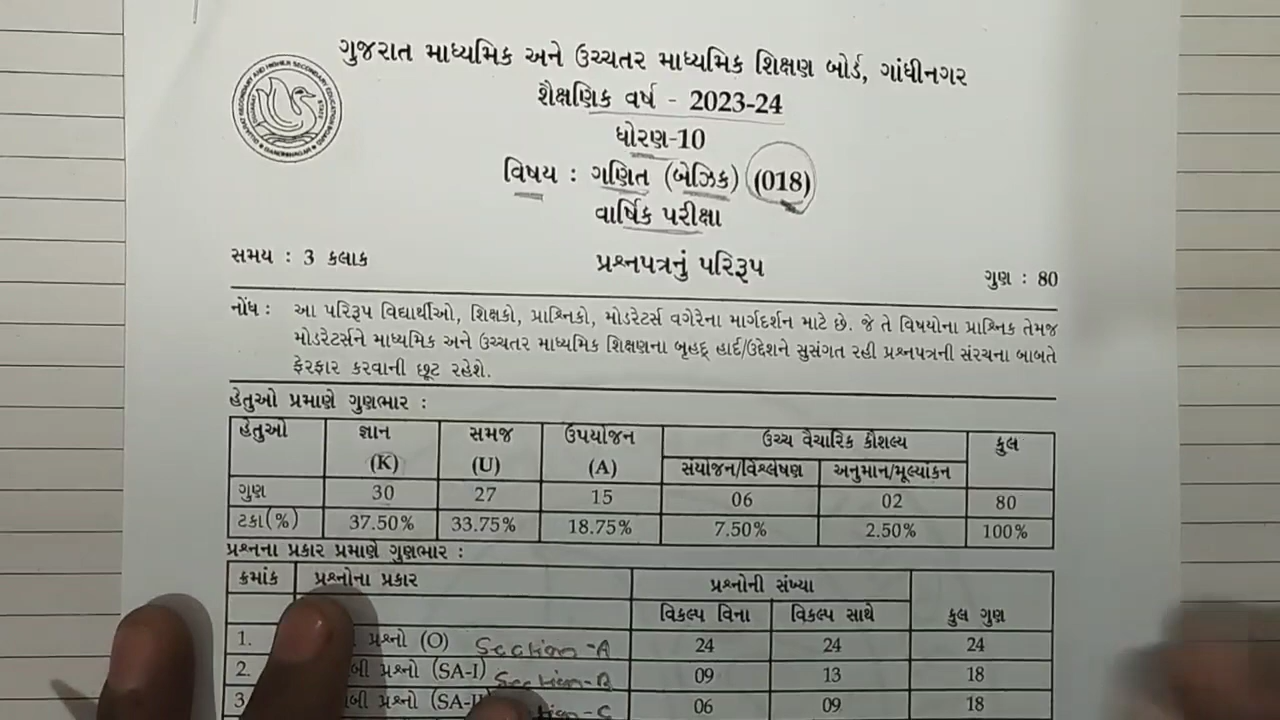 ગુજરાત માધ્યમિક અને ઉચ્ચતર માધ્યમિક શિક્ષણ બોર્ડ, ગાંધીનગર
શૈક્ષણિક વર્ષ - 2023-24
ધોરણ-10
વિષય : ગણિત (બેઝિક) (018)
વાર્ષિક પરીક્ષા
સમય : 3 કલાક પ્રશ્નપત્રનું પરિરૂપ ગુણ : 80
નોંધ : આ પરિરૂપ વિદ્યાર્થીઓ, શિક્ષકો, પ્રાશ્નિકો, મોડરેટર્સ વગેરેના માર્ગદર્શન માટે છે. જે તે વિષયોના પ્રાશ્નિક તેમજ
મોડરેટર્સને માધ્યમિક અને ઉચ્ચતર માધ્યમિક શિક્ષણના બૃહદ્ હાર્દ/ઉદ્દેશને સુસંગત રહી પ્રશ્નપત્રની સંરચના બાબતે
ફેરફાર કરવાની છૂટ રહેશે.
હેતુઓ પ્રમાણે ગુણભાર :
હેતુઓ જ્ઞાન સમજ ઉપયોજન ઉચ્ચ વૈચારિક કૌશલ્ય કુલ
(K) (U) (A) સંયોજન/વિશ્લેષણ અનુમાન/મૂલ્યાંકન
ગુણ 30 27 15 06 02 80
ટકા(%) 37.50% 33.75% 18.75% 7.50% 2.50% 100%
પ્રશ્નના પ્રકાર પ્રમાણે ગુણભાર :
ક્રમાંક પ્રશ્નોના પ્રકાર પ્રશ્નોની સંખ્યા
વિકલ્પ વિના વિકલ્પ સાથે કુલ ગુણ
1. પ્રશ્નો (O) Section-A 24 24 24
2. પ્રશ્નો (SA-I) Section-B 09 13 18
3. પ્રશ્નો 06 09 18